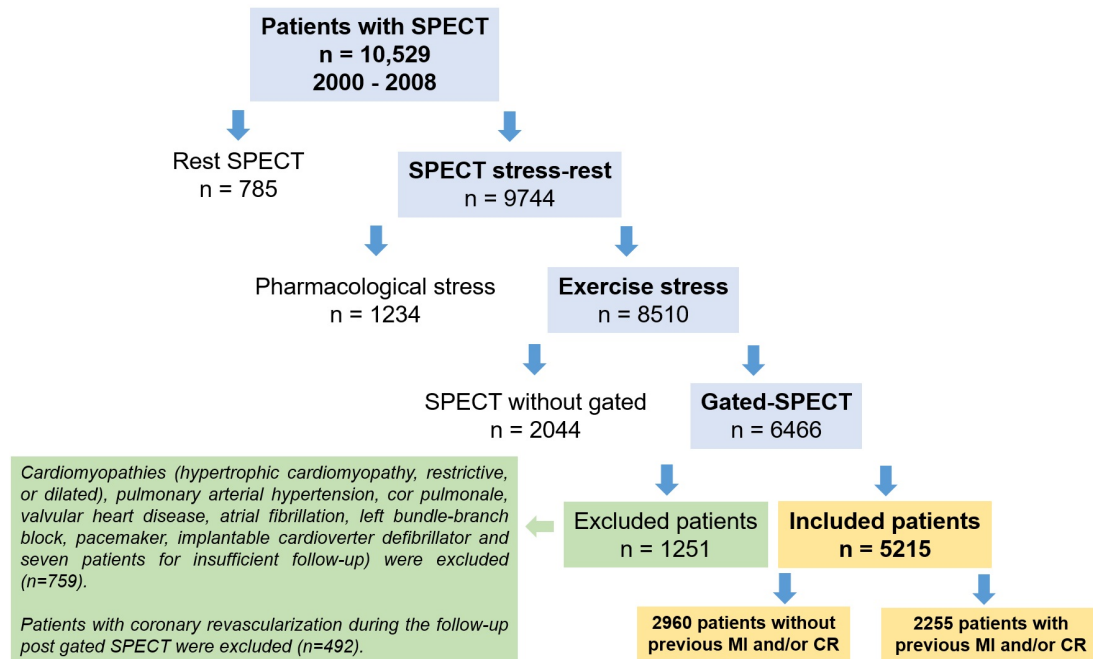 Patients with SPECT
n = 10,529
2000 - 2008
Rest SPECT
n = 785
SPECT stress-rest
n = 9744
Pharmacological stress
n = 1234
Exercise stress
n = 8510
SPECT without gated
n = 2044
Gated-SPECT
n = 6466
Cardiomyopathies (hypertrophic cardiomyopathy, restrictive,
or dilated), pulmonary arterial hypertension, cor pulmonale,
valvular heart disease, atrial fibrillation, left bundle-branch
block, pacemaker, implantable cardioverter defibrillator and
seven patients for insufficient follow-up) were excluded
(n=759).
Patients with coronary revascularization during the follow-up
post gated SPECT were excluded (n=492).
Excluded patients
n = 1251
Included patients
n = 5215
2960 patients without
previous MI and/or CR
2255 patients with
previous MI and/or CR